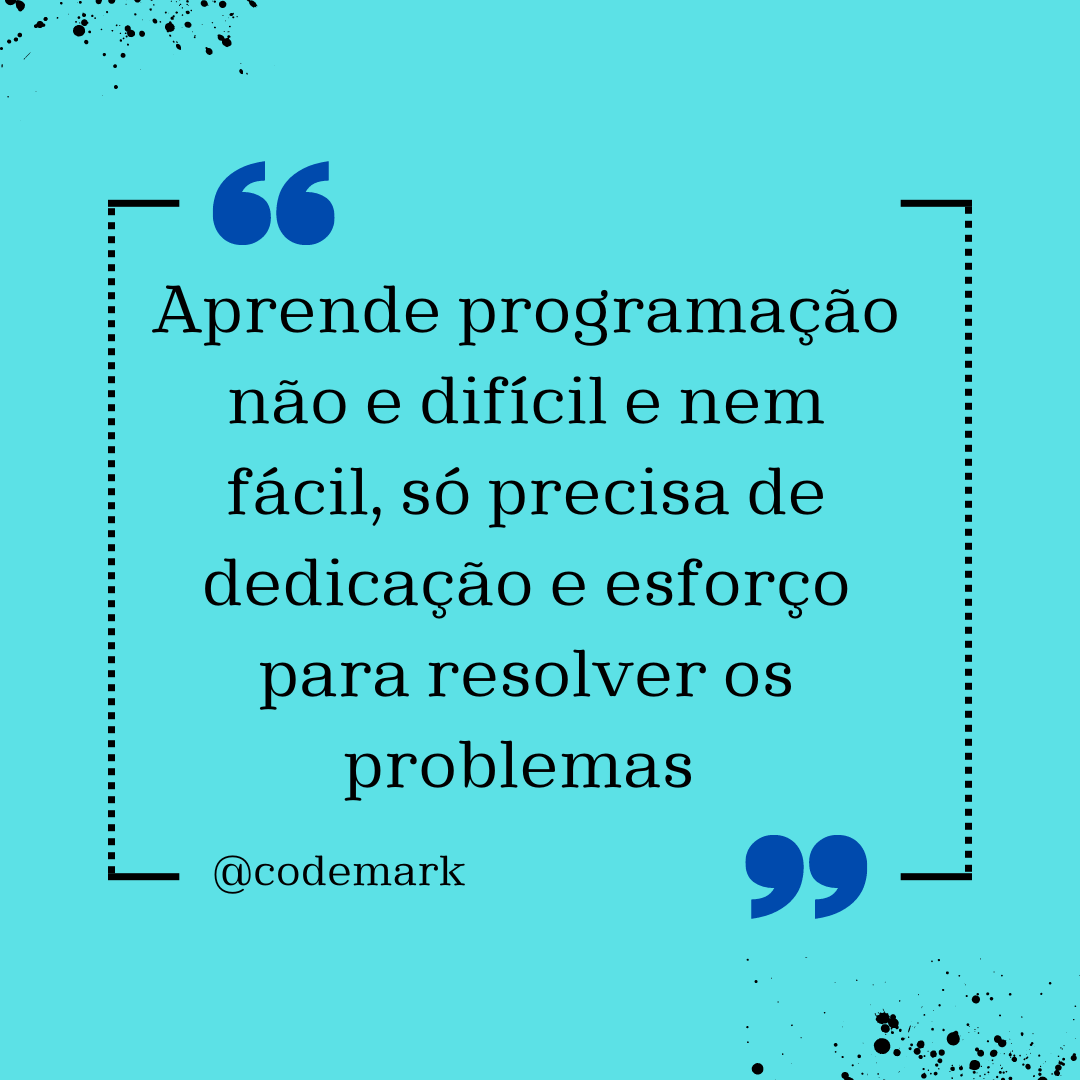 Aprende programação
não e difícil e nem
fácil, só precisa de
dedicação e esforço
para resolver os
problemas
@codemark